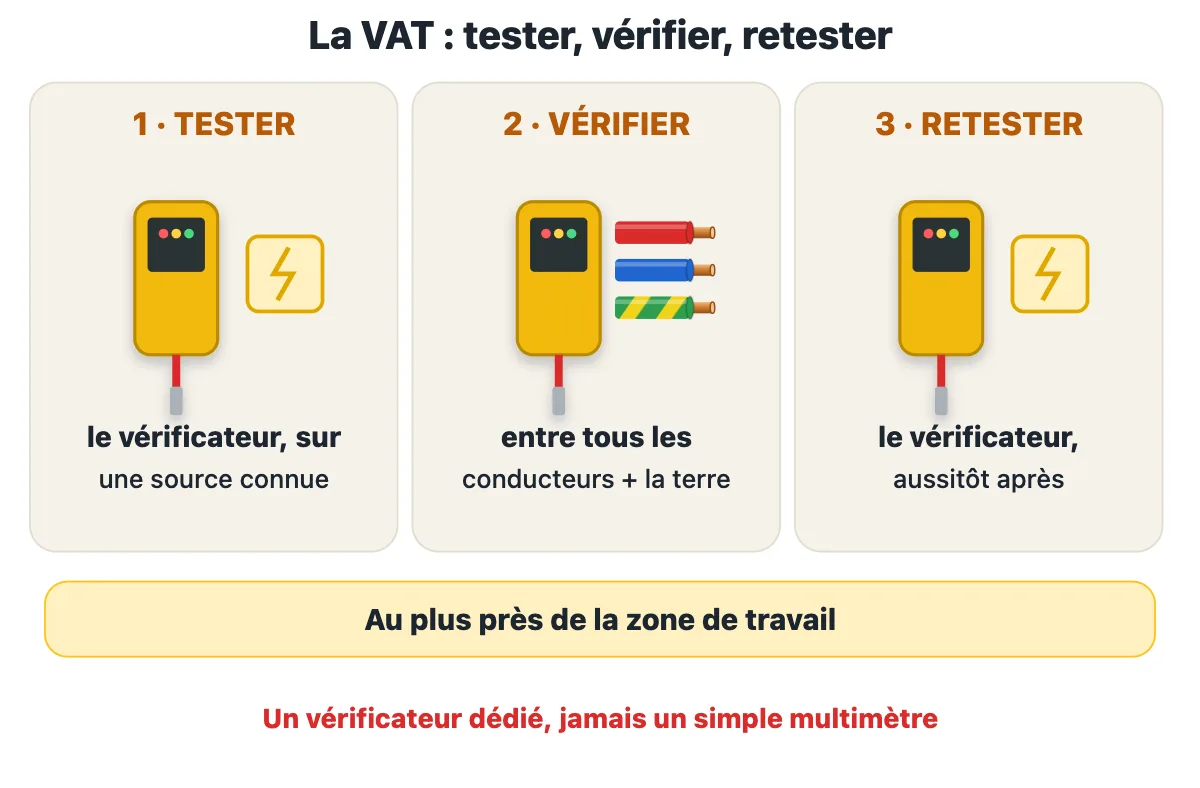 La VAT : tester, vérifier, retester
1 · TESTER
le vérificateur, sur
une source connue
2 · VÉRIFIER
entre tous les
conducteurs + la terre
3 · RETESTER
le vérificateur,
aussitôt après
Au plus près de la zone de travail
Un vérificateur dédié, jamais un simple multimètre